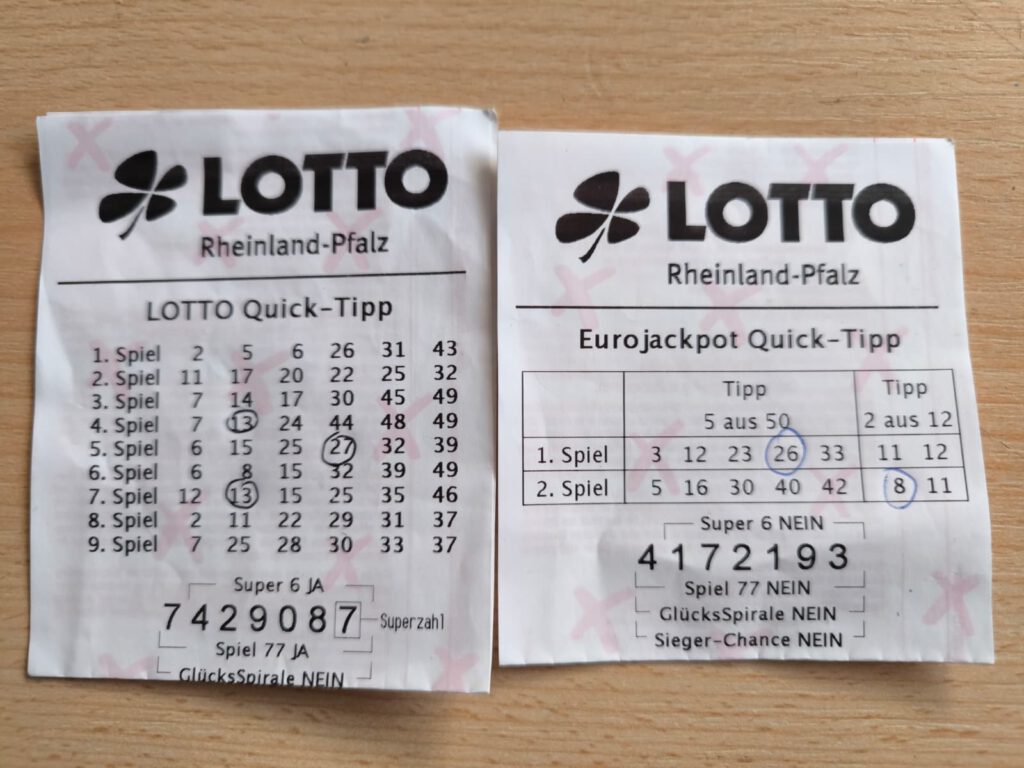 LOTTO
Rheinland-Pfalz
LOTTO Quick-Tipp
1. Spiel 2 5 6 26 31 43
2. Spiel 11 17 20 22 25 32
3. Spiel 7 14 17 30 45 49
4. Spiel 7 13 24 44 48 49
5. Spiel 6 15 25 27 32 39
6. Spiel 6 8 15 32 39 49
7. Spiel 12 13 15 25 35 46
8. Spiel 2 11 22 29 31 37
9. Spiel 7 25 28 30 33 37
Super 6 JA
7429087 Superzahl
Spiel 77 JA
GlücksSpirale NEIN
LOTTO
Rheinland-Pfalz
Eurojackpot Quick-Tipp
Tipp Tipp
5 aus 50 2 aus 12
1. Spiel 3 12 23 26 33 11 12
2. Spiel 5 16 30 40 42 8 11
Super 6 NEIN
4172193
Spiel 77 NEIN
GlücksSpirale NEIN
Sieger-Chance NEIN